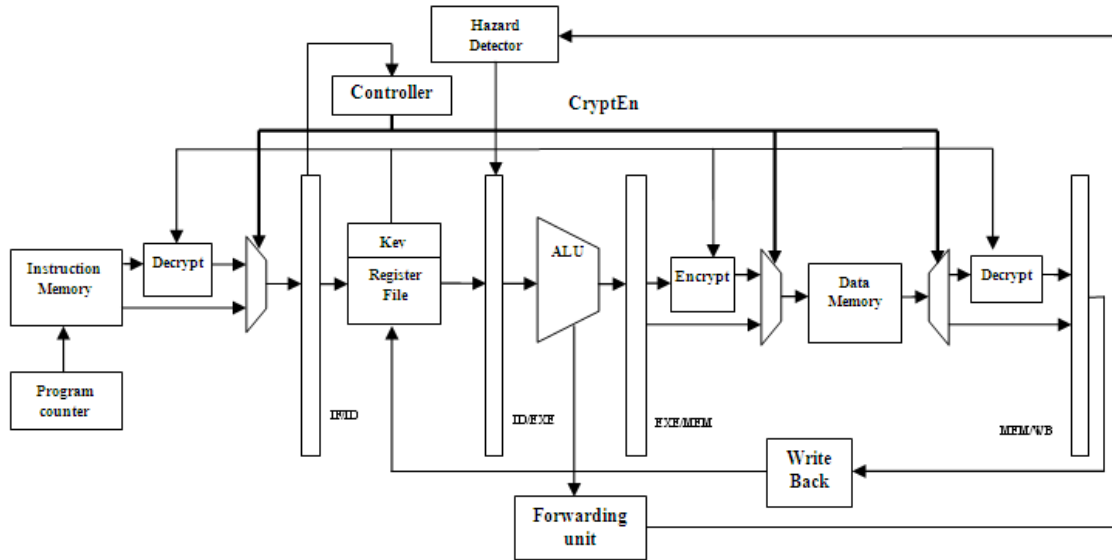 Hazard
Detector
Controller
CryptEn
Kev
ALU
Instruction
Memory
Decrypt
Register
File
Encrypt
Data
Memory
Decrypt
Program
counter
IF/ID
ID/EXE
EXE/MEM
MEM/WB
Write
Back
Forwarding
unit